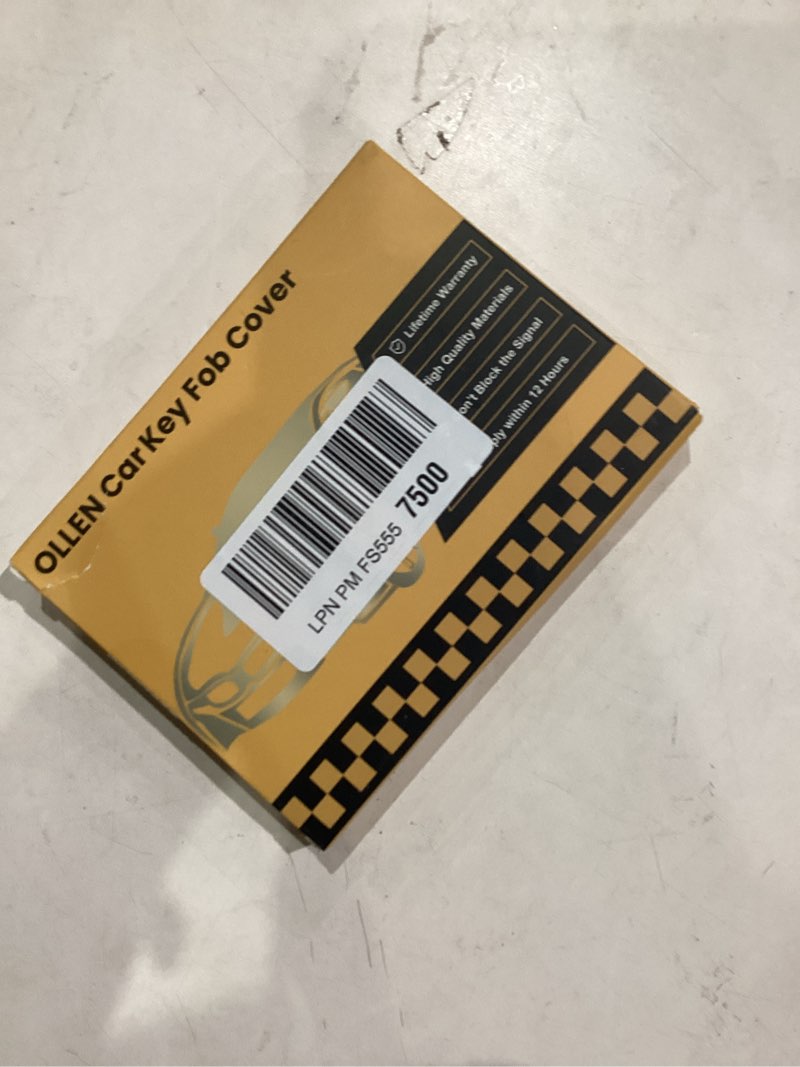 OLLEN Car Key Fob Cover
Lifetime Warranty
High Quality Materials
on't Block the Signal
ply within 12 Hours
LPN PM FS555 7500